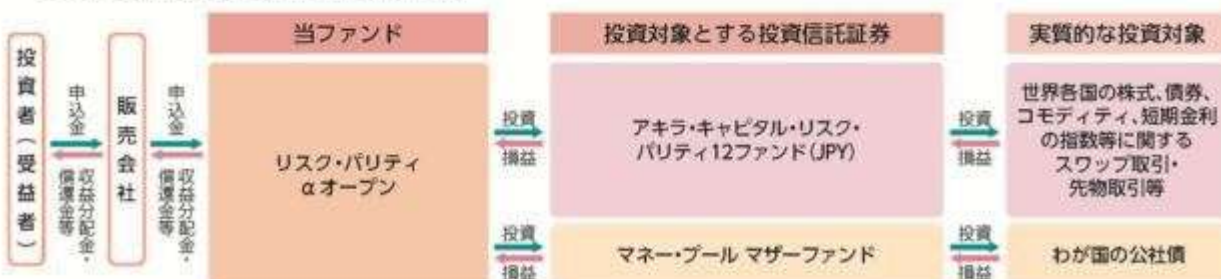 投資者（受益者）
申込金
収益分配金・
償還金等
販売会社
申込金
収益分配金・
償還金等
当ファンド
リスク・パリティ
αオープン
投資
損益
投資
損益
投資対象とする投資信託証券
アキラ・キャピタル・リスク・
パリティ12ファンド(JPY)
マネー・プール マザーファンド
投資
損益
投資
損益
実質的な投資対象
世界各国の株式、債券、
コモディティ、短期金利
の指数等に関する
スワップ取引・
先物取引等
わが国の公社債